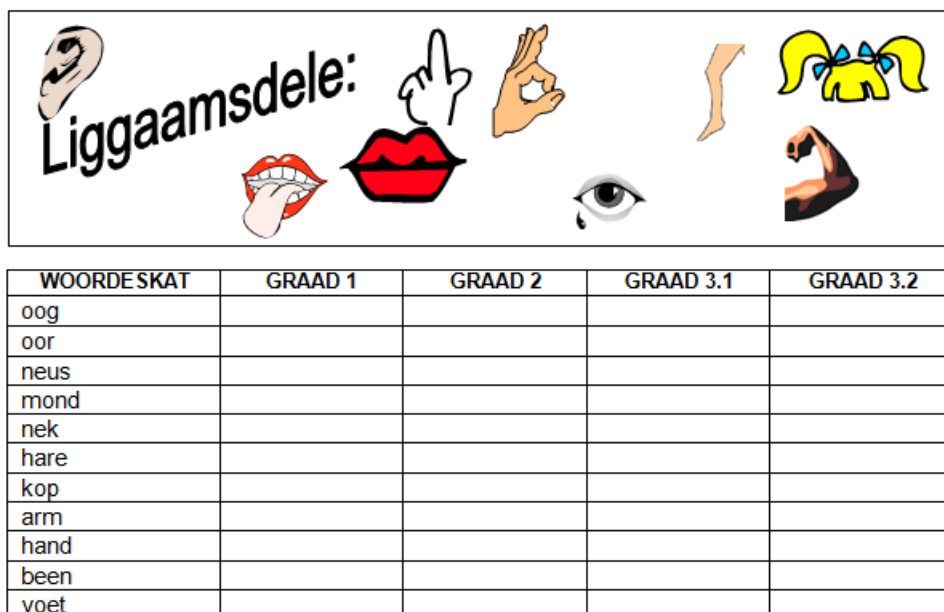 Liggaamsdele:
WOORDESKAT GRAAD 1 GRAAD 2 GRAAD 3.1 GRAAD 3.2
oog
oor
neus
mond
nek
hare
kop
arm
hand
been
voet